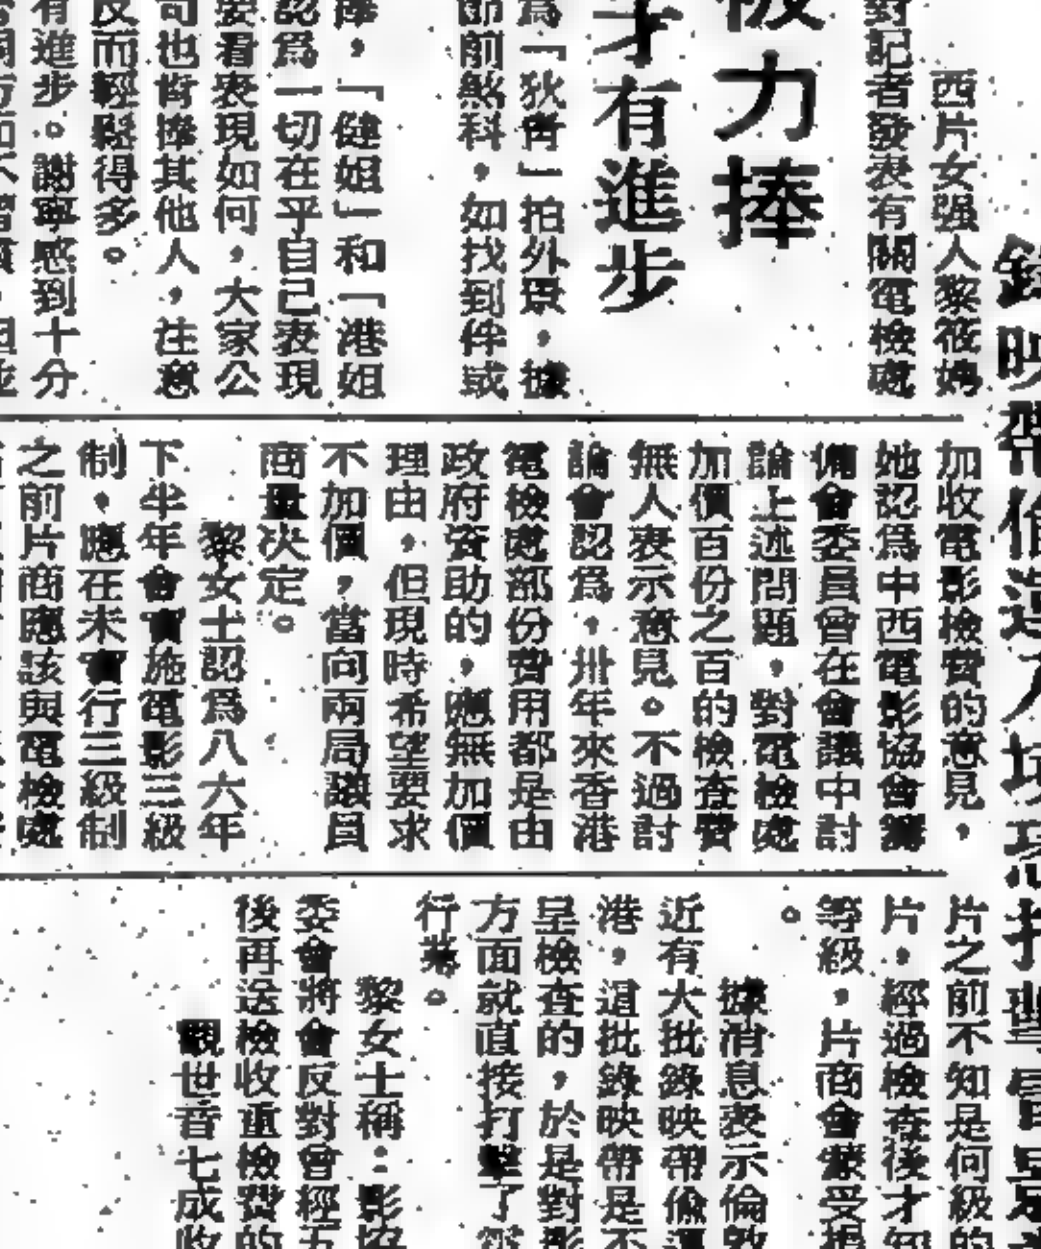 西片女强人黎筱娉
對記者發表有關電檢處
加收電影檢費的意見，
她認為中西電影協會籌
備會委員曾在會議中討
論上述問題，對電檢處
加價百份之百的檢查費
無人表示意見。不過討
論會認為，卅年來香港
電檢處部份費用都是由
政府資助的，應無加價
理由，但現時希望要求
不加價，當向兩局議員
商量决定。
黎女士認為八六年
下半年會實施電影三級
制，應在未實行三級制
之前片商應該與電檢處
片之前不知是何級的
片，經過檢查後才知
等級，片商會蒙受損
。
據消息表示倫敦
近有大批錄映帶偷運
港，這批錄映帶是不
呈檢查的，於是對影
方面就直接打擊了
行業。
黎女士稱：影協
委會將會反對曾經五
後再送檢收重檢費的
觀世音七成收
力捧
才有進步
為「狄青」拍外景，據
節前煞科，如找到件或
捧，「健姐」和「港姐
認為一切在乎自己表現
要看表現如何，大家公
司也肯捧其他人，注意
反而輕鬆得多。
有進步。謝寧感到十分